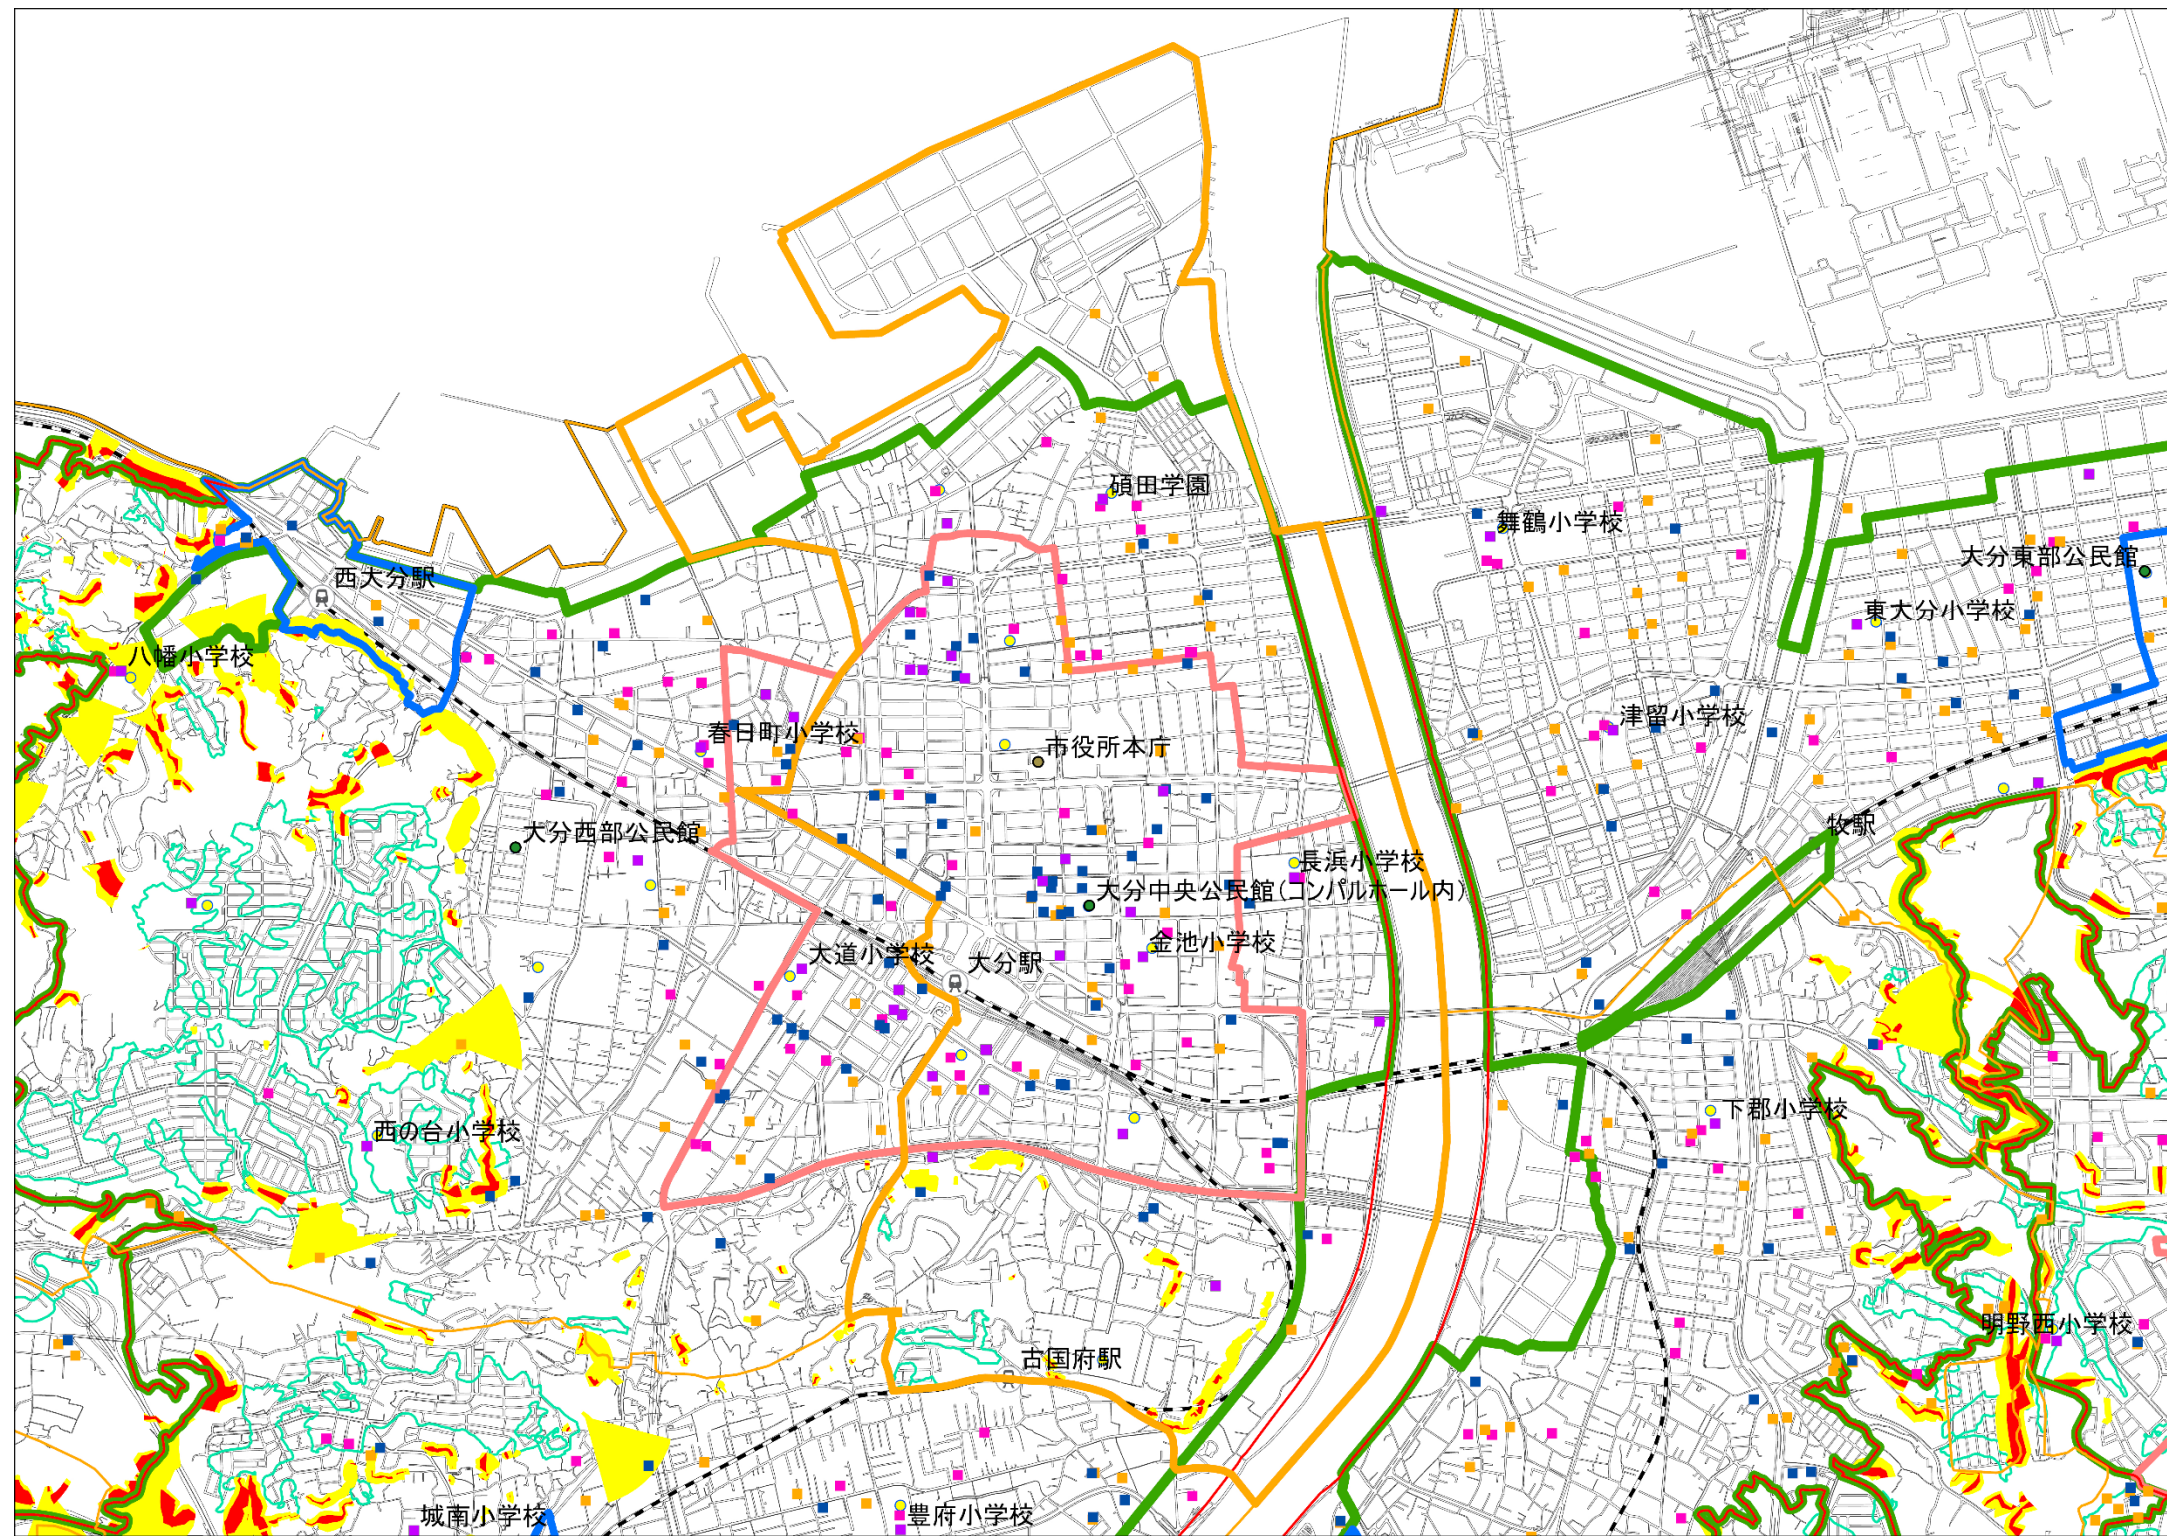 碩田学園
舞鶴小学校
大分東部公民館
西大分駅
東大分小学校
八幡小学校
津留小学校
春日町小学校
市役所本庁
牧駅
大分西部公民館
長浜小学校
大分中央公民館(コンパルホール内)
金池小学校
大道小学校
大分駅
下郡小学校
西の台小学校
明野西小学校
古国府駅
城南小学校
豊府小学校